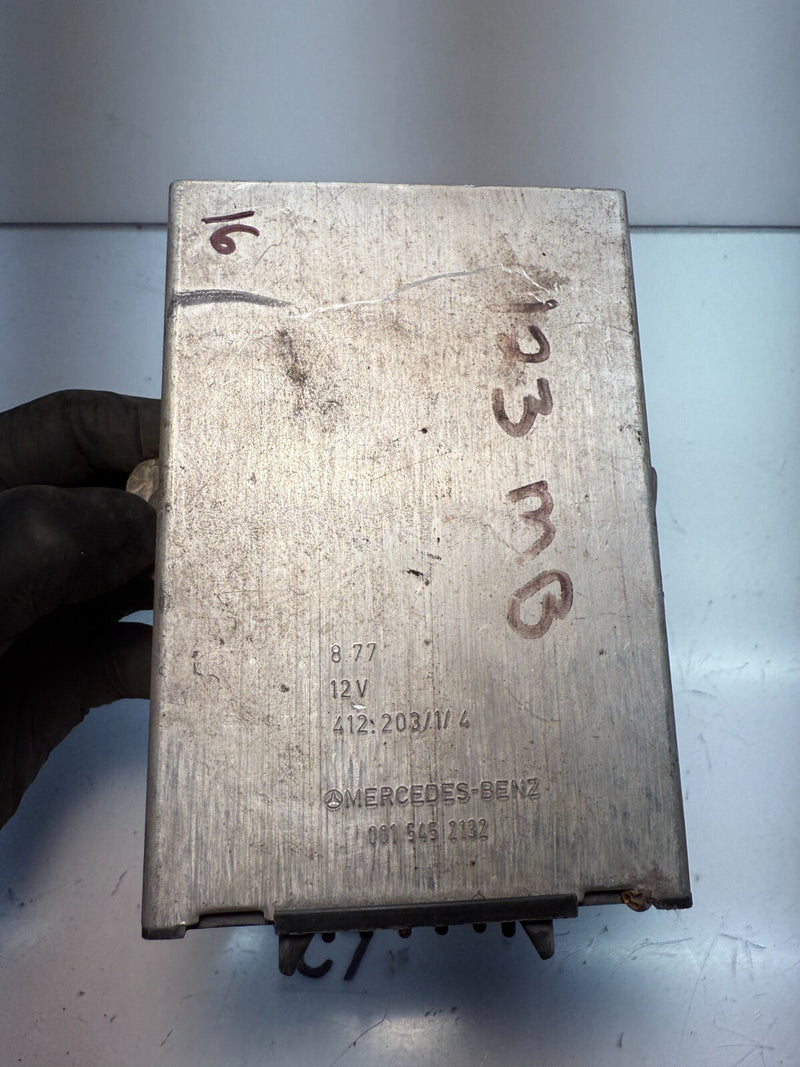 16
123 MB
8 77
12V
412.203/1/4
MERCEDES-BENZ
001 545 2132